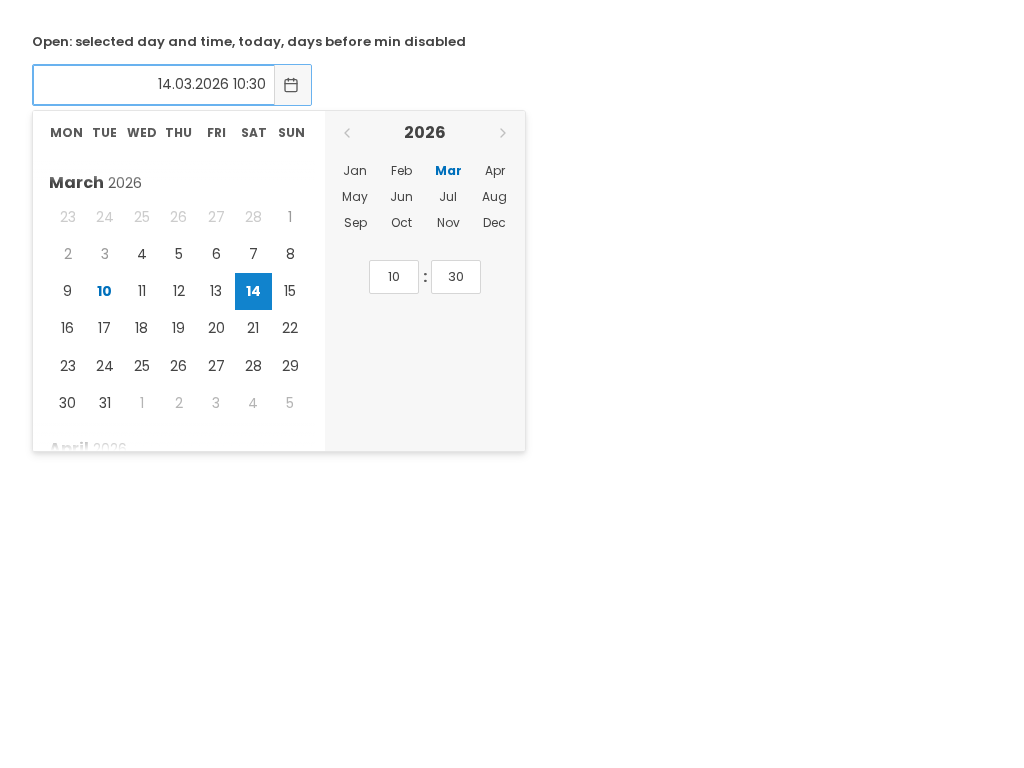 Open: selected day and time, today, days before min disabled
14.03.2026 10:30
MON TUE WED THU FRI SAT SUN
March 2026
23 24 25 26 27 28 1
2 3 4 5 6 7 8
9 10 11 12 13 14 15
16 17 18 19 20 21 22
23 24 25 26 27 28 29
30 31 1 2 3 4 5
April 2026
2026
Jan Feb Mar Apr
May Jun Jul Aug
Sep Oct Nov Dec
10 : 30